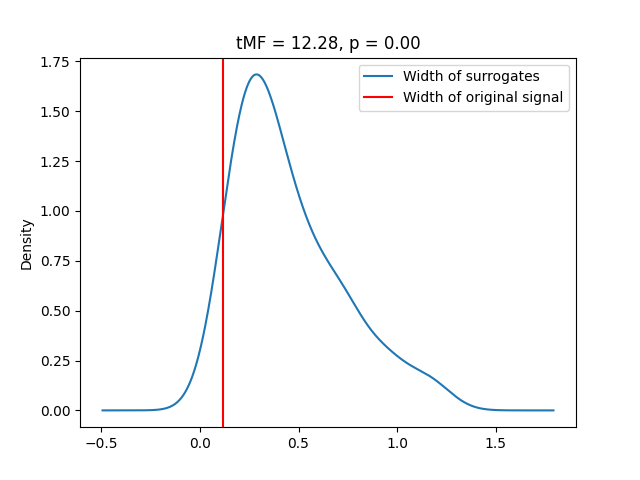 tMF = 12.28, p = 0.00
Width of surrogates
Width of original signal
Density
1.75
1.50
1.25
1.00
0.75
0.50
0.25
0.00
−0.5 0.0 0.5 1.0 1.5